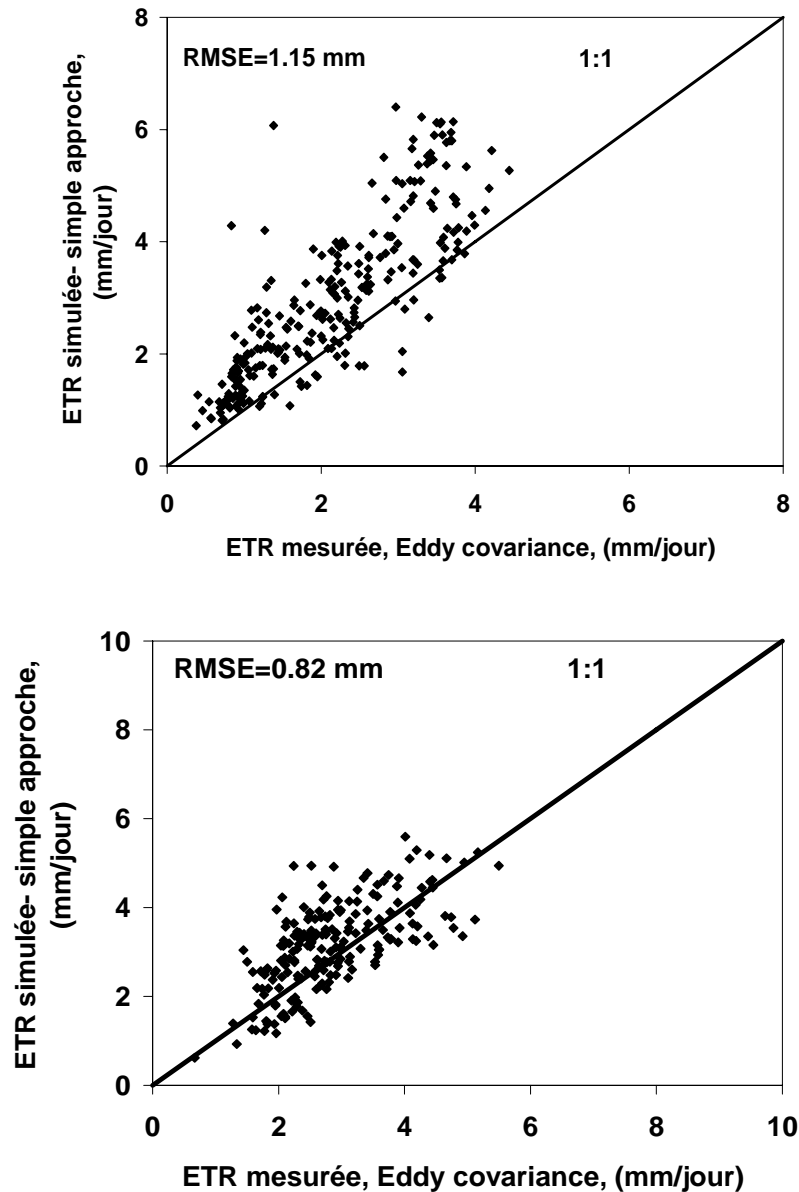 8
RMSE=1.15 mm
1:1
6
4
2
0
ETR simulée- simple approche,
(mm/jour)
0 2 4 6 8
ETR mesurée, Eddy covariance, (mm/jour)
10
RMSE=0.82 mm
1:1
8
6
4
2
0
ETR simulée- simple approche,
(mm/jour)
0 2 4 6 8 10
ETR mesurée, Eddy covariance, (mm/jour)